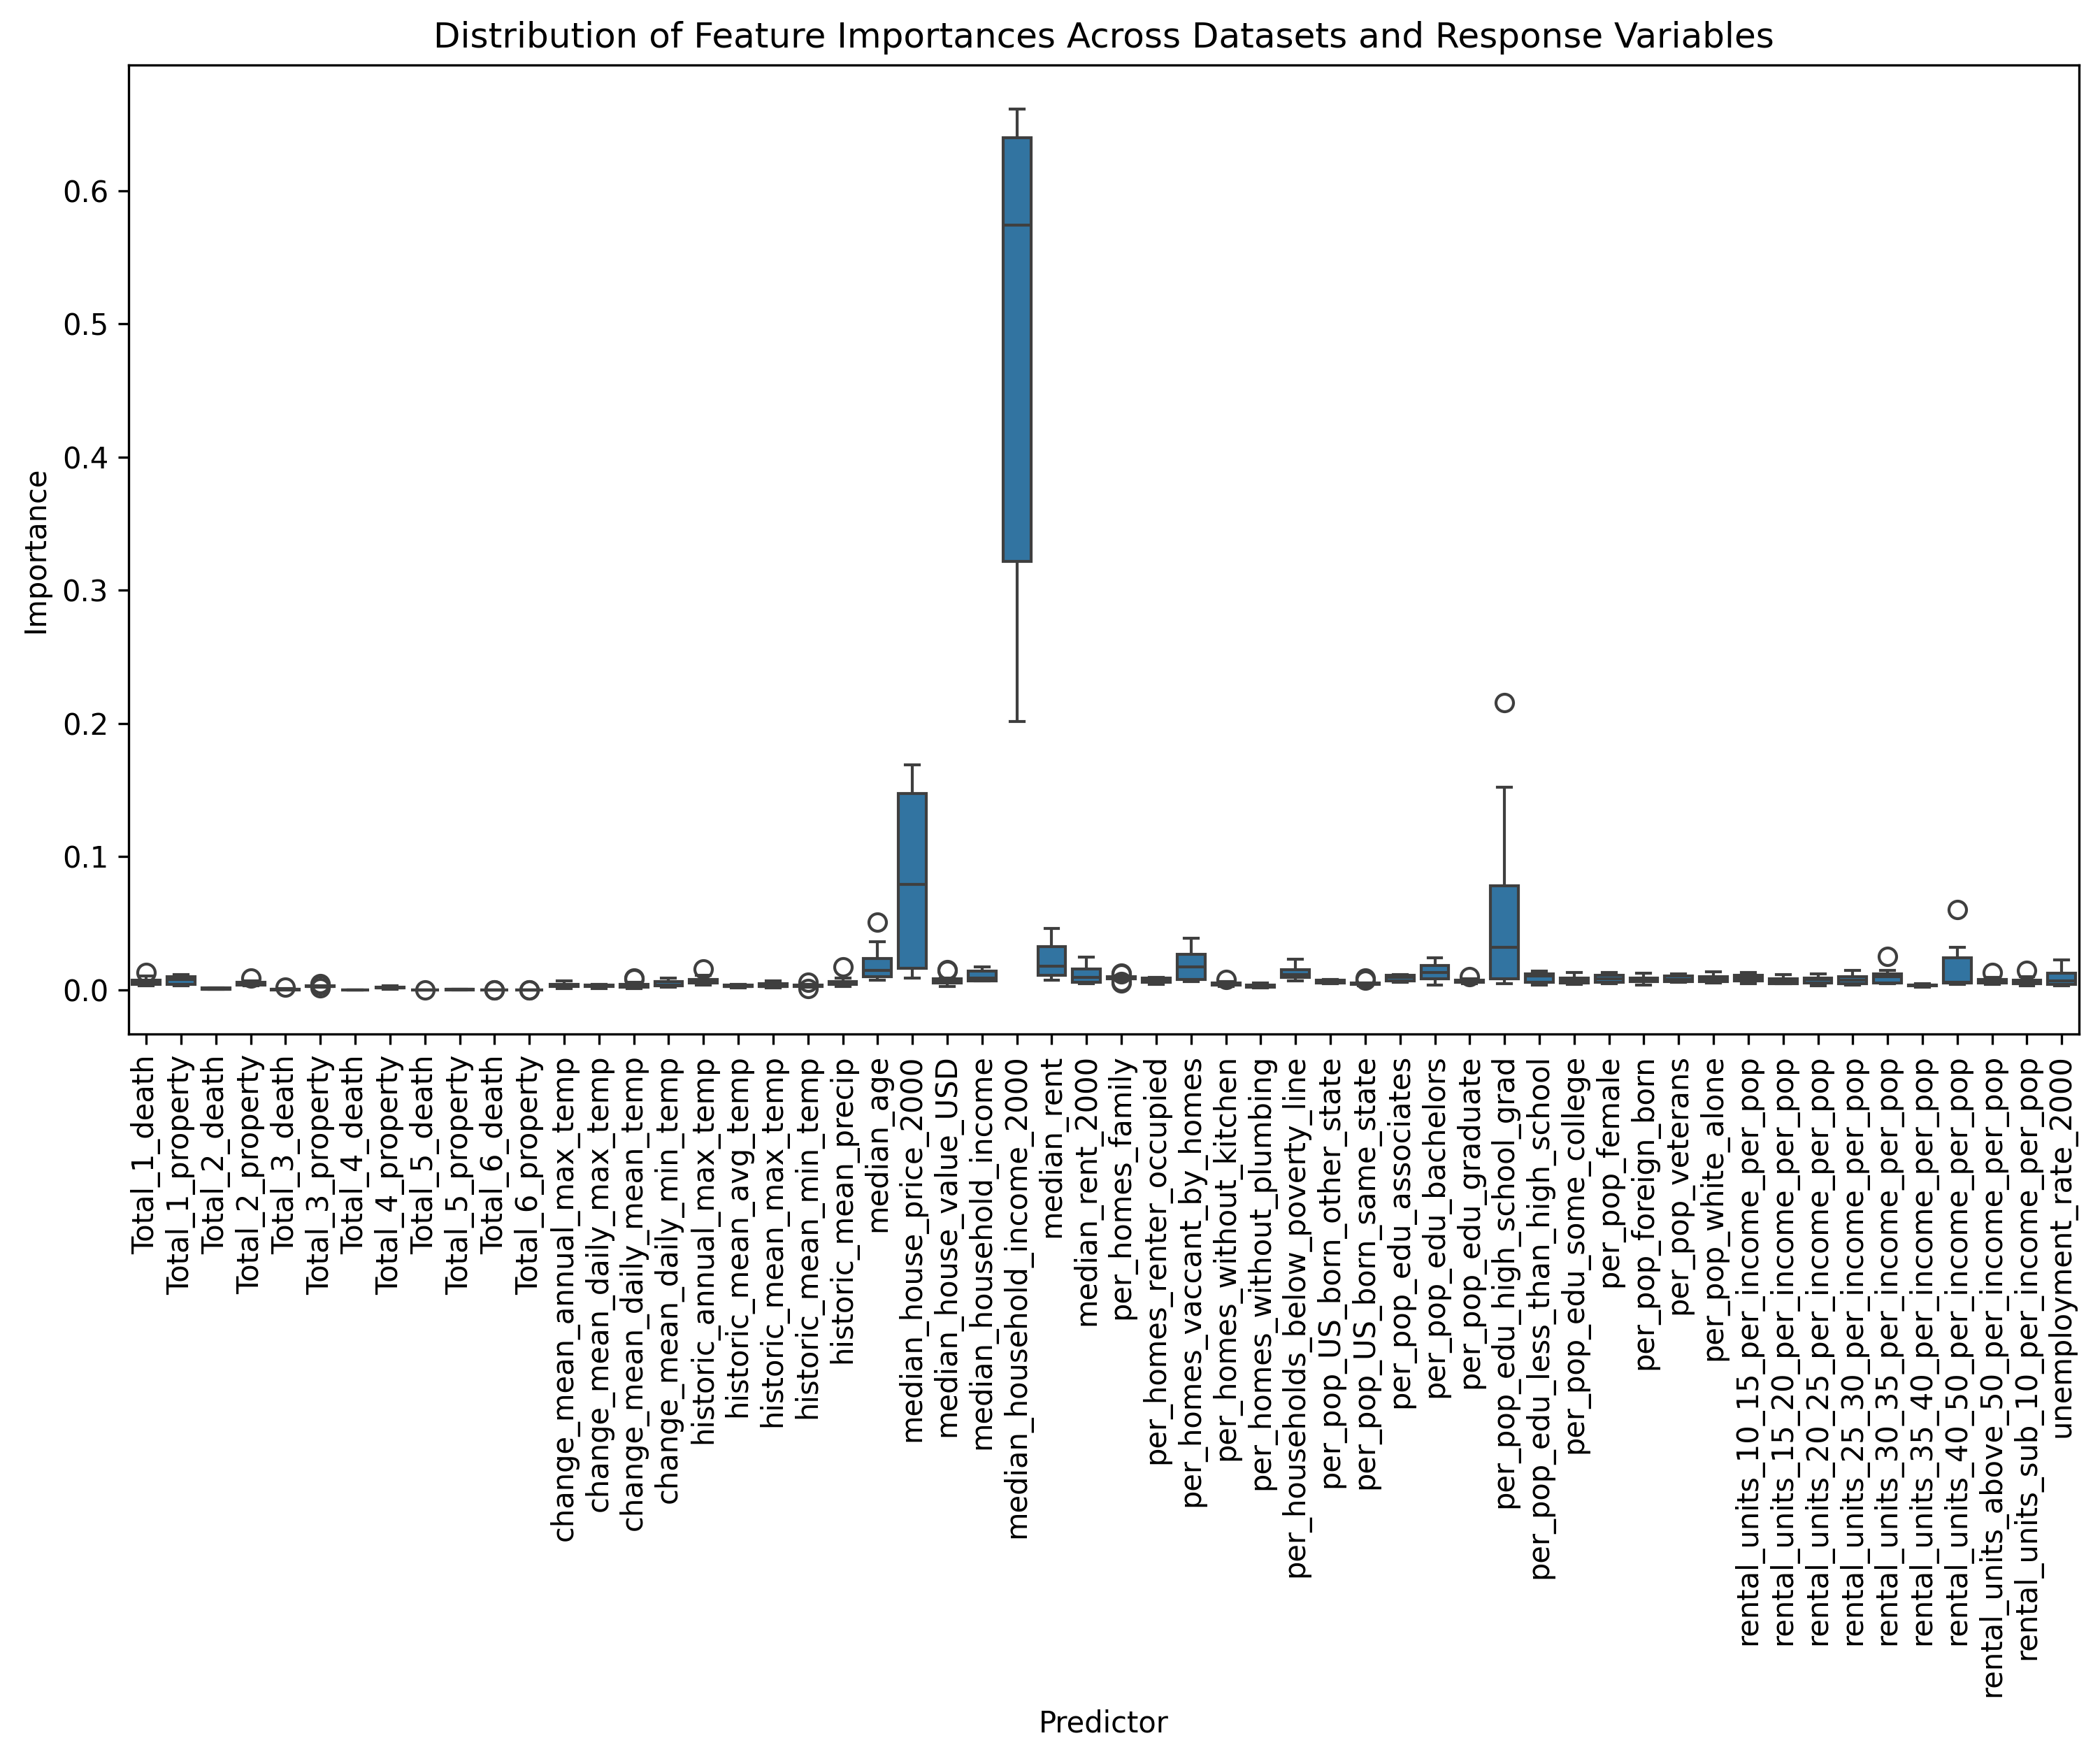 Distribution of Feature Importances Across Datasets and Response Variables
Importance
0.6
0.5
0.4
0.3
0.2
0.1
0.0
Total_1_death
Total_1_property
Total_2_death
Total_2_property
Total_3_death
Total_3_property
Total_4_death
Total_4_property
Total_5_death
Total_5_property
Total_6_death
Total_6_property
change_mean_annual_max_temp
change_mean_daily_max_temp
change_mean_daily_mean_temp
change_mean_daily_min_temp
historic_annual_max_temp
historic_mean_avg_temp
historic_mean_max_temp
historic_mean_min_temp
historic_mean_precip
median_age
median_house_price_2000
median_house_value_USD
median_household_income
median_household_income_2000
median_rent
median_rent_2000
per_homes_familly
per_homes_renter_occupied
per_homes_vaccant_by_homes
per_homes_without_kitchen
per_homes_without_plumbing
per_households_below_poverty_line
per_pop_US_born_other_state
per_pop_US_born_same_state
per_pop_edu_associates
per_pop_edu_bachelors
per_pop_edu_graduate
per_pop_edu_high_school_grad
per_pop_edu_less_than_high_school
per_pop_edu_some_college
per_pop_female
per_pop_foreign_born
per_pop_veterans
per_pop_white_alone
rental_units_10_15_per_income_per_pop
rental_units_15_20_per_income_per_pop
rental_units_20_25_per_income_per_pop
rental_units_25_30_per_income_per_pop
rental_units_30_35_per_income_per_pop
rental_units_35_40_per_income_per_pop
rental_units_40_50_per_income_per_pop
rental_units_above_50_per_income_per_pop
rental_units_sub_10_per_income_per_pop
unemployment_rate_2000
Predictor